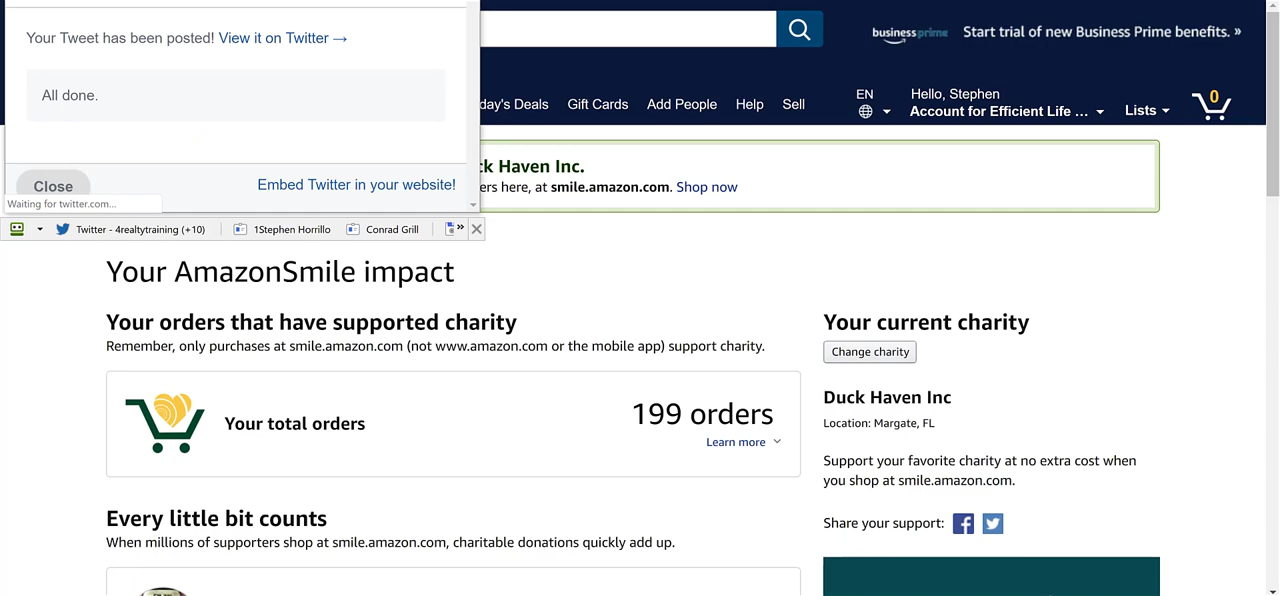 Your Tweet has been posted! View it on Twitter →
All done.
Close
Embed Twitter in your website!
Waiting for twitter.com...
Twitter - 4realtytraining (+10)
1Stephen Horrillo
Conrad Grill
»
business prime
Start trial of new Business Prime benefits. »
day's Deals
Gift Cards
Add People
Help
Sell
EN
Hello, Stephen
Account for Efficient Life ...
Lists
0
ck Haven Inc.
ers here, at smile.amazon.com. Shop now
Your AmazonSmile impact
Your orders that have supported charity
Remember, only purchases at smile.amazon.com (not www.amazon.com or the mobile app) support charity.
Your total orders
199 orders
Learn more
Every little bit counts
When millions of supporters shop at smile.amazon.com, charitable donations quickly add up.
Your current charity
Change charity
Duck Haven Inc
Location: Margate, FL
Support your favorite charity at no extra cost when
you shop at smile.amazon.com.
Share your support: